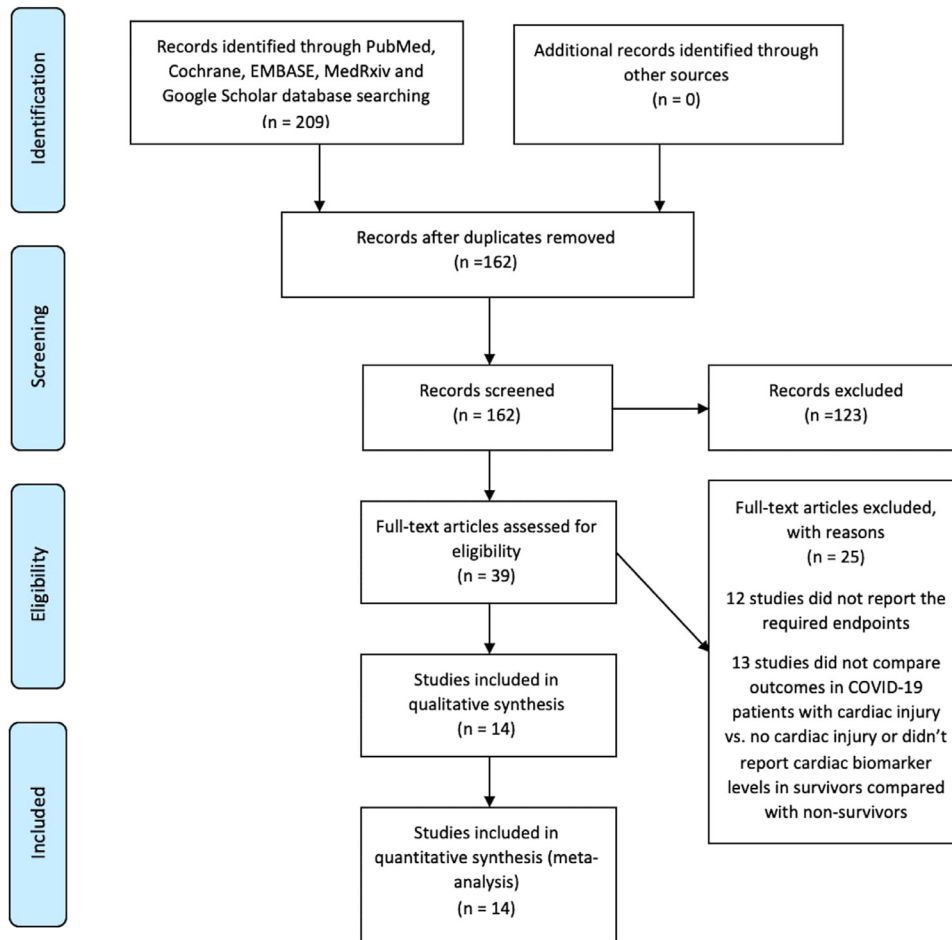 Identification
Records identified through PubMed,
Cochrane, EMBASE, MedRxiv and
Google Scholar database searching
(n = 209)
Additional records identified through
other sources
(n = 0)
Screening
Records after duplicates removed
(n =162)
Records screened
(n = 162)
Records excluded
(n =123)
Eligibility
Full-text articles assessed for
eligibility
(n = 39)
Full-text articles excluded,
with reasons
(n = 25)
12 studies did not report the
required endpoints
13 studies did not compare
outcomes in COVID-19
patients with cardiac injury
vs. no cardiac injury or didn’t
report cardiac biomarker
levels in survivors compared
with non-survivors
Studies included in
qualitative synthesis
(n = 14)
Included
Studies included in
quantitative synthesis (meta-
analysis)
(n = 14)